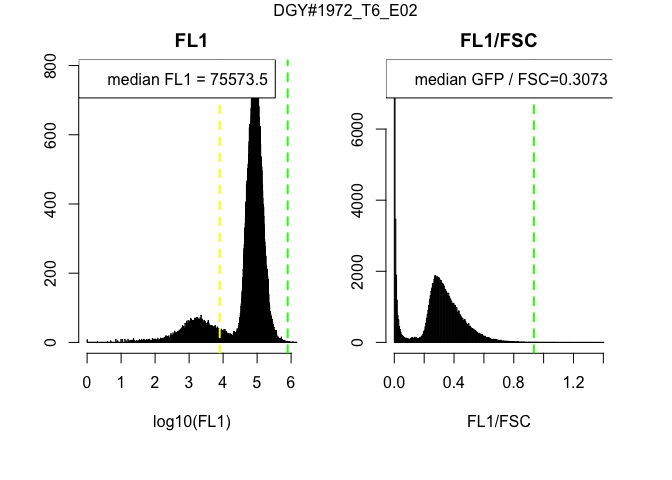 DGY#1972_T6_E02
FL1
median FL1 = 75573.5
0 200 400 600 800
0 1 2 3 4 5 6
log10(FL1)
FL1/FSC
median GFP / FSC=0.3073
0 2000 4000 6000
0.0 0.4 0.8 1.2
FL1/FSC